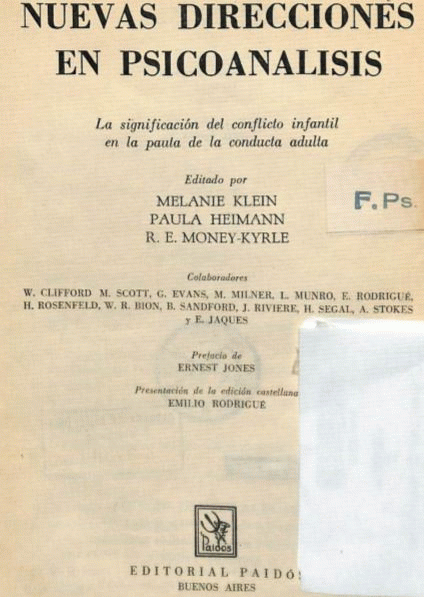 NUEVAS DIRECCIONES
EN PSICOANALISIS
La significación del conflicto infantil
en la pauta de la conducta adulta
Editado por
MELANIE KLEIN
PAULA HEIMANN
R. E. MONEY-KYRLE
F. Ps.
Colaboradores
W. CLIFFORD M. SCOTT, G. EVANS, M. MILNER, L. MUNRO, E. RODRIGUÉ,
H. ROSENFELD, W. R. BION, B. SANDFORD, J. RIVIERE, H. SEGAL, A. STOKES
y E. JAQUES
Prefacio de
ERNEST JONES
Presentación de la edición castellana
EMILIO RODRIGUÉ
Paidós
EDITORIAL PAIDÓS
BUENOS AIRES